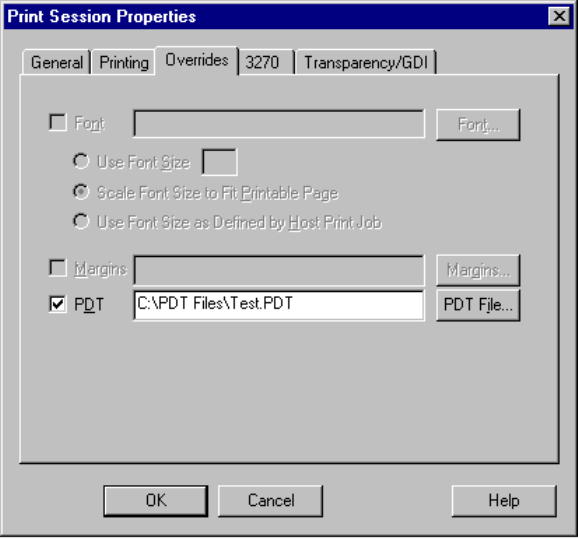 Print Session Properties
General Printing Overrides 3270 Transparency/GDI
Font Font...
Use Font Size
Scale Font Size to Fit Printable Page
Use Font Size as Defined by Host Print Job
Margins Margins...
PDT C:\PDT Files\Test.PDT PDT File...
OK Cancel Help